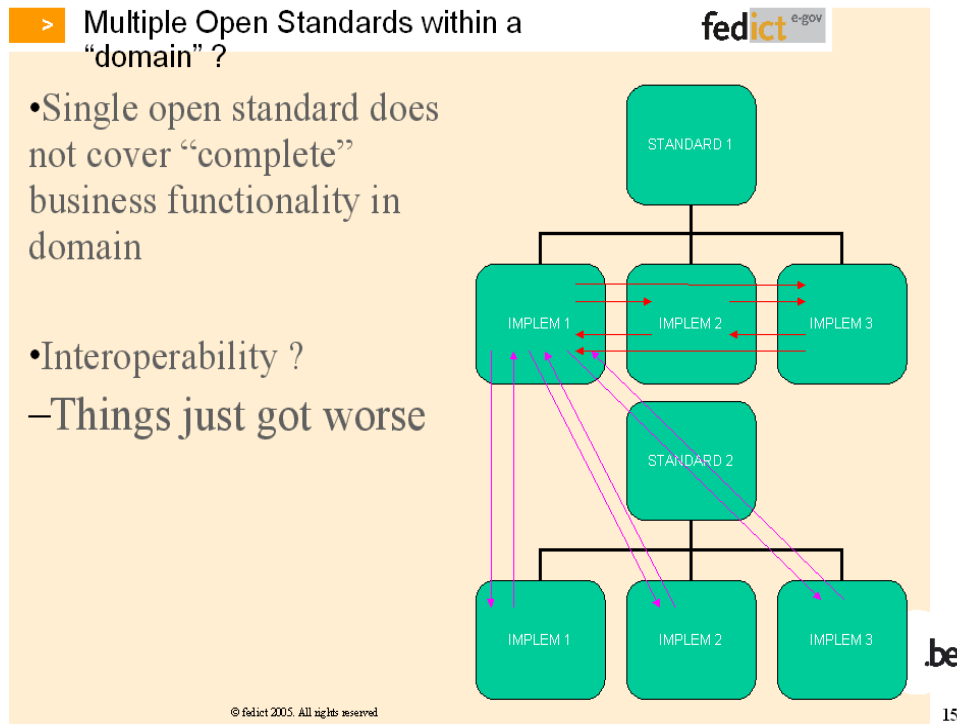 >
Multiple Open Standards within a
“domain” ?
fedict e-gov
•Single open standard does
not cover “complete”
business functionality in
domain
•Interoperability ?
–Things just got worse
STANDARD 1
IMPLEM 1
IMPLEM 2
IMPLEM 3
STANDARD 2
IMPLEM 1
IMPLEM 2
IMPLEM 3
.be
© fedict 2005. All rights reserved
15